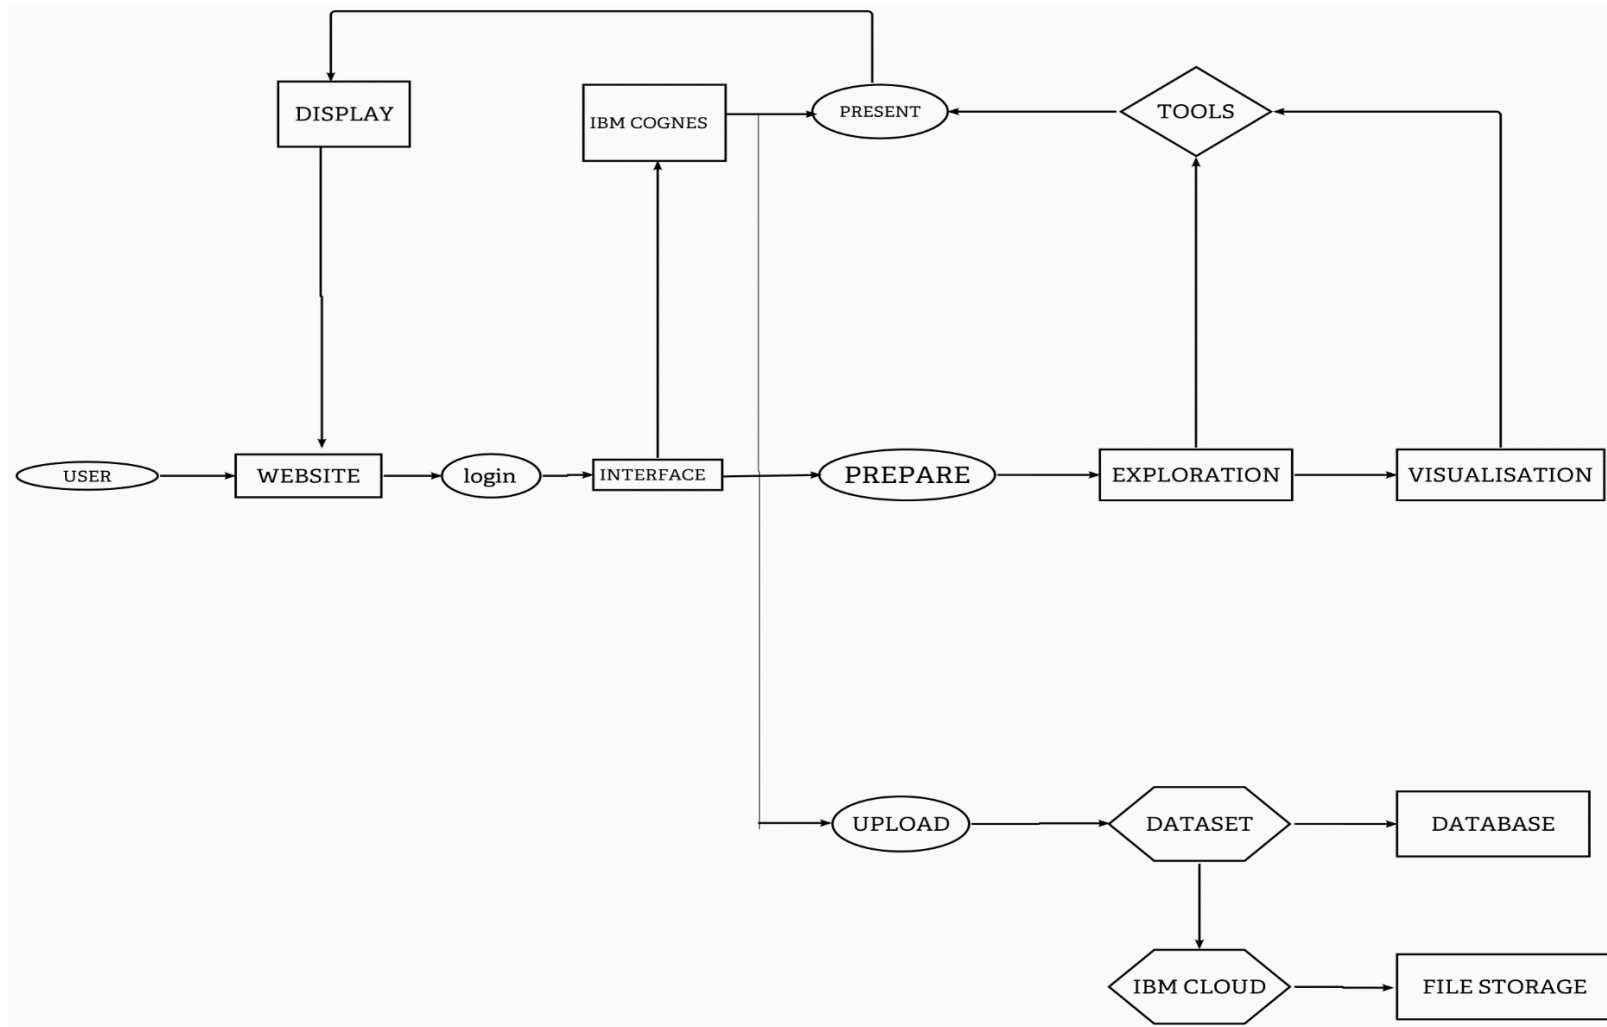 DISPLAY
IBM COGNES
PRESENT
TOOLS
USER
WEBSITE
login
INTERFACE
PREPARE
EXPLORATION
VISUALISATION
UPLOAD
DATASET
DATABASE
IBM CLOUD
FILE STORAGE